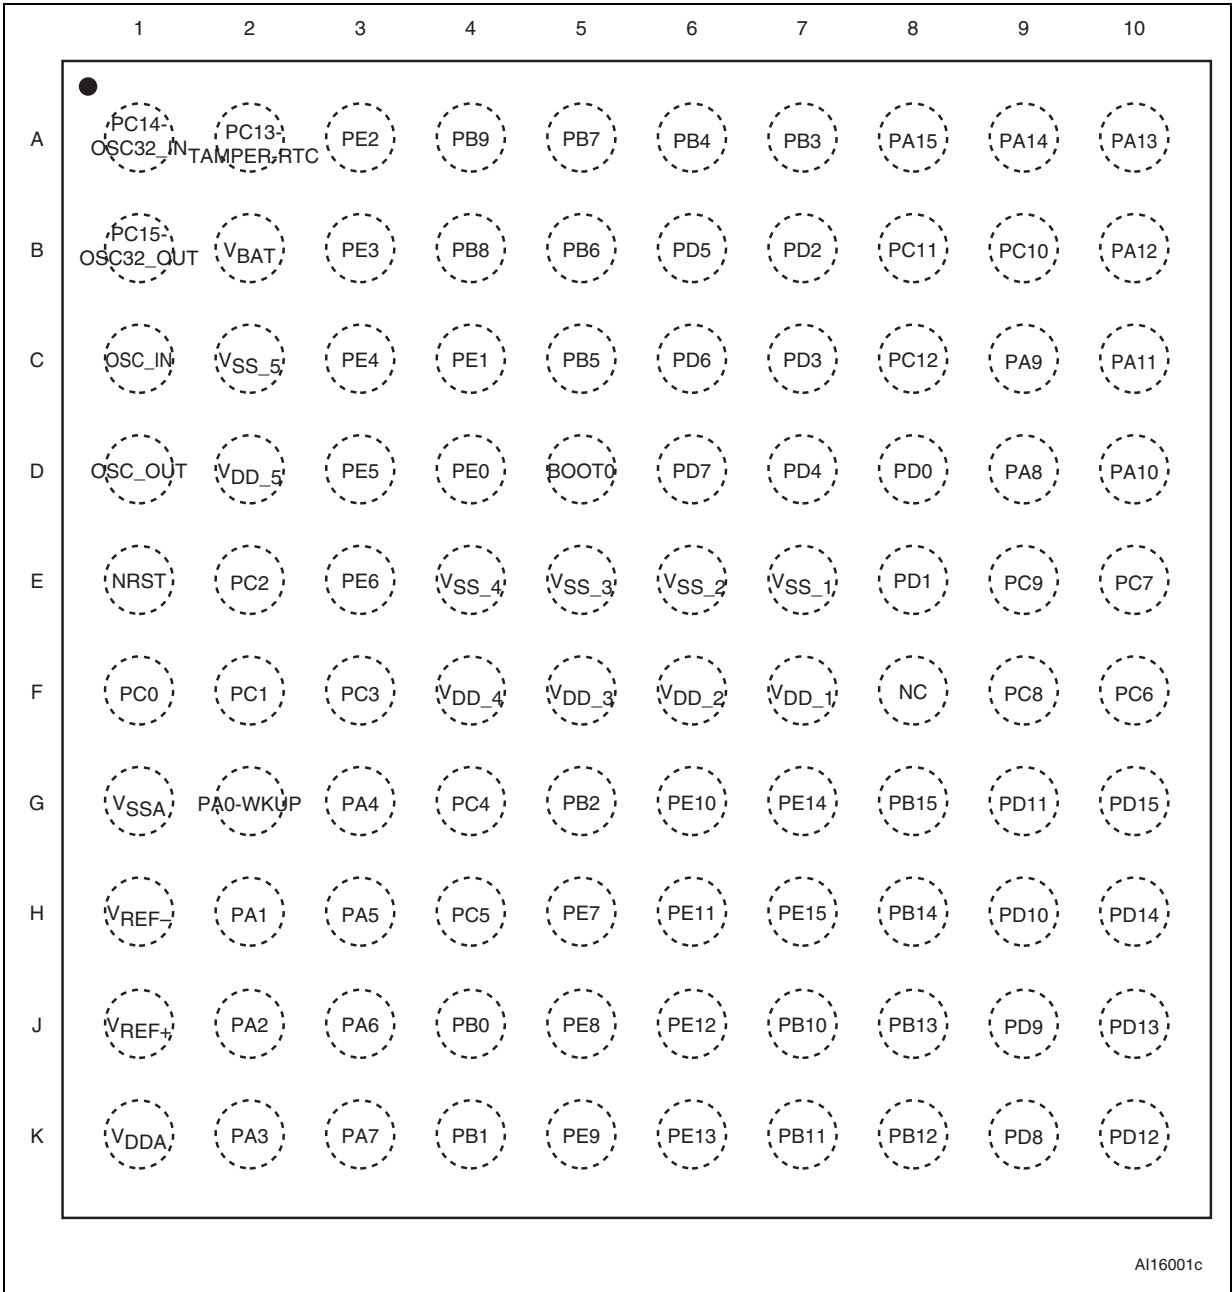 1 2 3 4 5 6 7 8 9 10
A PC14-OSC32_IN PC13-TAMPER-RTC PE2 PB9 PB7 PB4 PB3 PA15 PA14 PA13
B PC15-OSC32_OUT VBAT PE3 PB8 PB6 PD5 PD2 PC11 PC10 PA12
C OSC_IN VSS_5 PE4 PE1 PB5 PD6 PD3 PC12 PA9 PA11
D OSC_OUT VDD_5 PE5 PE0 BOOT0 PD7 PD4 PD0 PA8 PA10
E NRST PC2 PE6 VSS_4 VSS_3 VSS_2 VSS_1 PD1 PC9 PC7
F PC0 PC1 PC3 VDD_4 VDD_3 VDD_2 VDD_1 NC PC8 PC6
G VSSA PA0-WKUP PA4 PC4 PB2 PE10 PE14 PB15 PD11 PD15
H VREF– PA1 PA5 PC5 PE7 PE11 PE15 PB14 PD10 PD14
J VREF+ PA2 PA6 PB0 PE8 PE12 PB10 PB13 PD9 PD13
K VDDA PA3 PA7 PB1 PE9 PE13 PB11 PB12 PD8 PD12
AI16001c